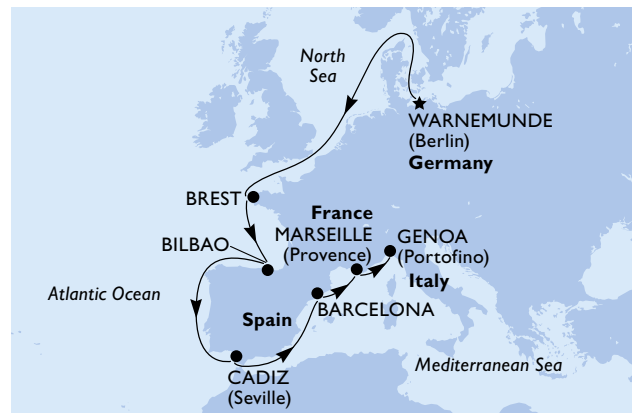 North
Sea
WARNEMUNDE
(Berlin)
Germany
BREST
France
MARSEILLE
(Provence)
GENOA
(Portofino)
Italy
BILBAO
Atlantic Ocean
Spain
BARCELONA
CADIZ
(Seville)
Mediterranean Sea